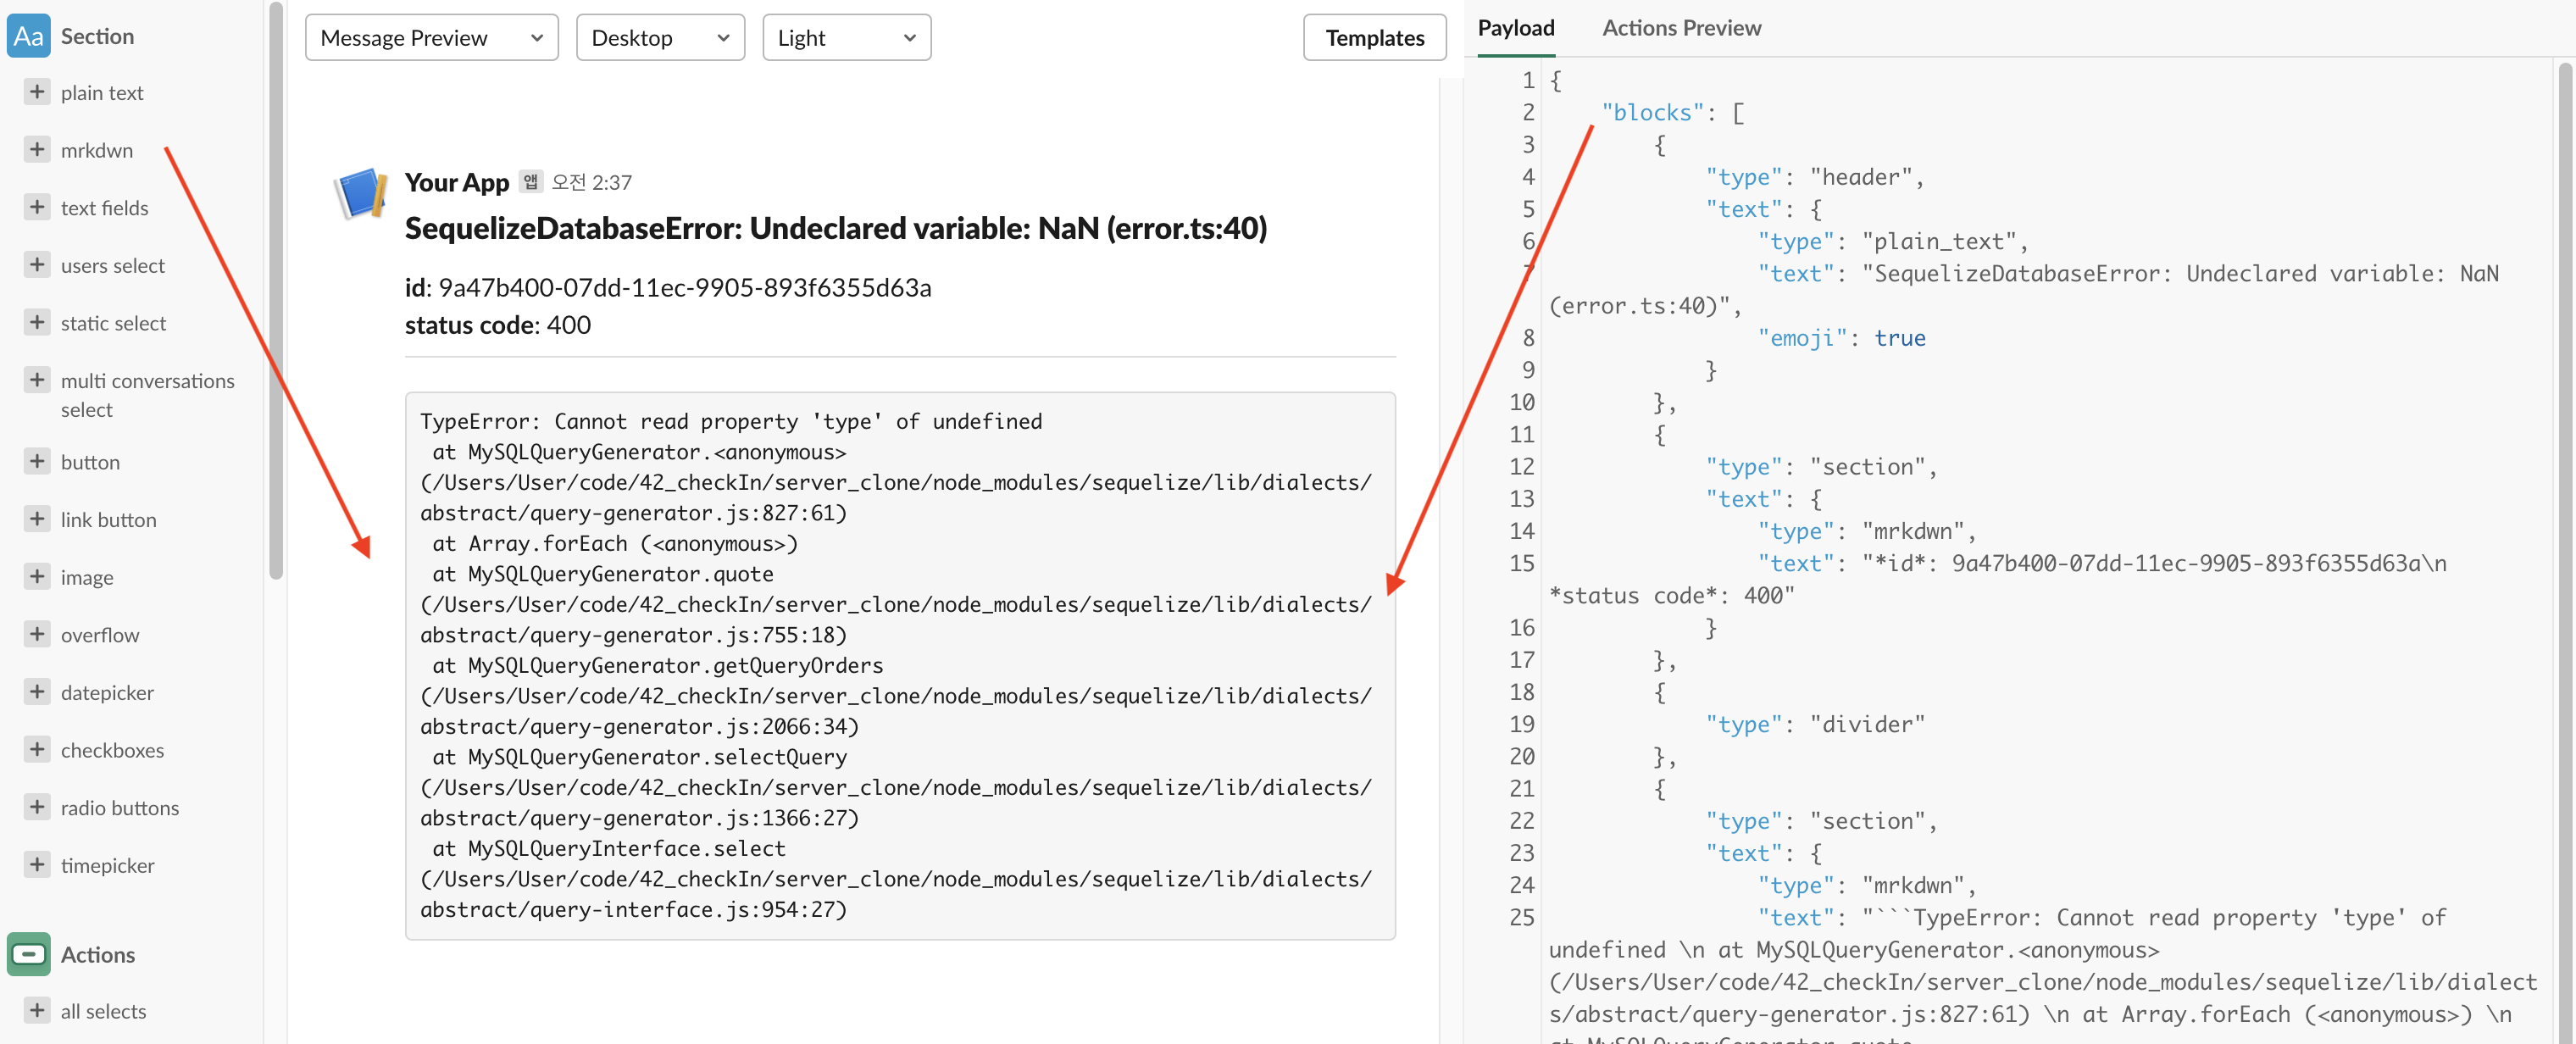 Aa Section
+ plain text
+ mrkdwn
+ text fields
+ users select
+ static select
+ multi conversations
select
+ button
+ link button
+ image
+ overflow
+ datepicker
+ checkboxes
+ radio buttons
+ timepicker
Actions
+ all selects
Message Preview
Desktop
Light
Templates
Your App 앱 오전 2:37
SequelizeDatabaseError: Undeclared variable: NaN (error.ts:40)
id: 9a47b400-07dd-11ec-9905-893f6355d63a
status code: 400
TypeError: Cannot read property 'type' of undefined
at MySQLQueryGenerator.<anonymous>
(/Users/User/code/42_checkIn/server_clone/node_modules/sequelize/lib/dialects/
abstract/query-generator.js:827:61)
at Array.forEach (<anonymous>)
at MySQLQueryGenerator.quote
(/Users/User/code/42_checkIn/server_clone/node_modules/sequelize/lib/dialects/
abstract/query-generator.js:755:18)
at MySQLQueryGenerator.getQueryOrders
(/Users/User/code/42_checkIn/server_clone/node_modules/sequelize/lib/dialects/
abstract/query-generator.js:2066:34)
at MySQLQueryGenerator.selectQuery
(/Users/User/code/42_checkIn/server_clone/node_modules/sequelize/lib/dialects/
abstract/query-generator.js:1366:27)
at MySQLQueryInterface.select
(/Users/User/code/42_checkIn/server_clone/node_modules/sequelize/lib/dialects/
abstract/query-interface.js:954:27)
Payload
Actions Preview
1 {
2 "blocks": [
3 {
4 "type": "header",
5 "text": {
6 "type": "plain_text",
7 "text": "SequelizeDatabaseError: Undeclared variable: NaN
(error.ts:40)",
8 "emoji": true
9 }
10 },
11 {
12 "type": "section",
13 "text": {
14 "type": "mrkdwn",
15 "text": "*id*: 9a47b400-07dd-11ec-9905-893f6355d63a\n
*status code*: 400"
16 }
17 },
18 {
19 "type": "divider"
20 },
21 {
22 "type": "section",
23 "text": {
24 "type": "mrkdwn",
25 "text": "```TypeError: Cannot read property 'type' of
undefined \n at MySQLQueryGenerator.<anonymous>
(/Users/User/code/42_checkIn/server_clone/node_modules/sequelize/lib/dialect
s/abstract/query-generator.js:827:61) \n at Array.forEach (<anonymous>) \n
at MySQLQueryGenerator.quote